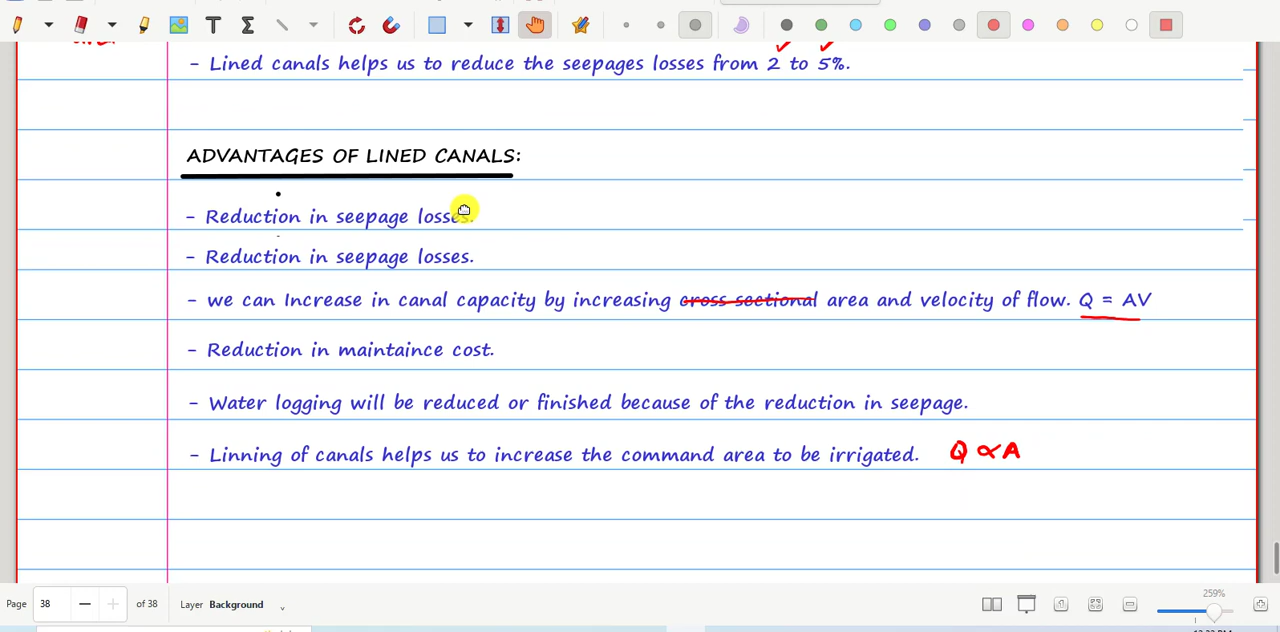 - Lined canals helps us to reduce the seepages losses from 2 to 5%.
ADVANTAGES OF LINED CANALS:
- Reduction in seepage losses.
- Reduction in seepage losses.
- we can Increase in canal capacity by increasing cross sectional area and velocity of flow. Q = AV
- Reduction in maintaince cost.
- Water logging will be reduced or finished because of the reduction in seepage.
- Linning of canals helps us to increase the command area to be irrigated. Q ∝ A
259%
Page 38 of 38 Layer Background